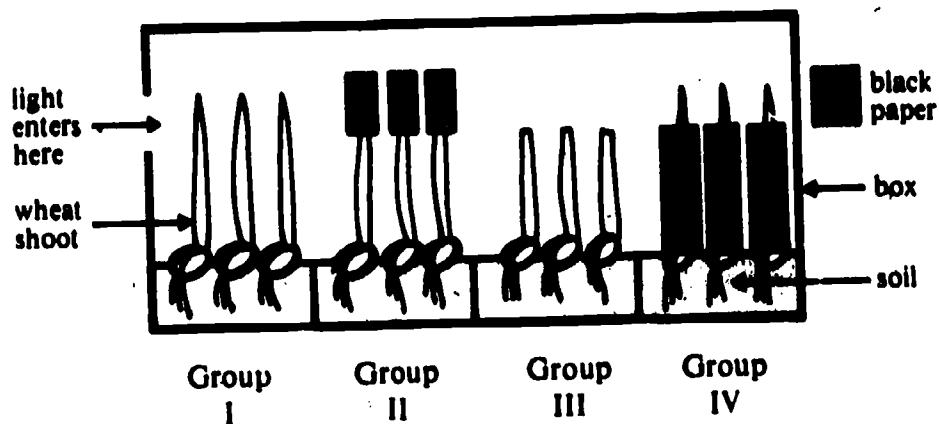 light
enters
here
wheat
shoot
black
paper
box
soil
Group
I
Group
II
Group
III
Group
IV